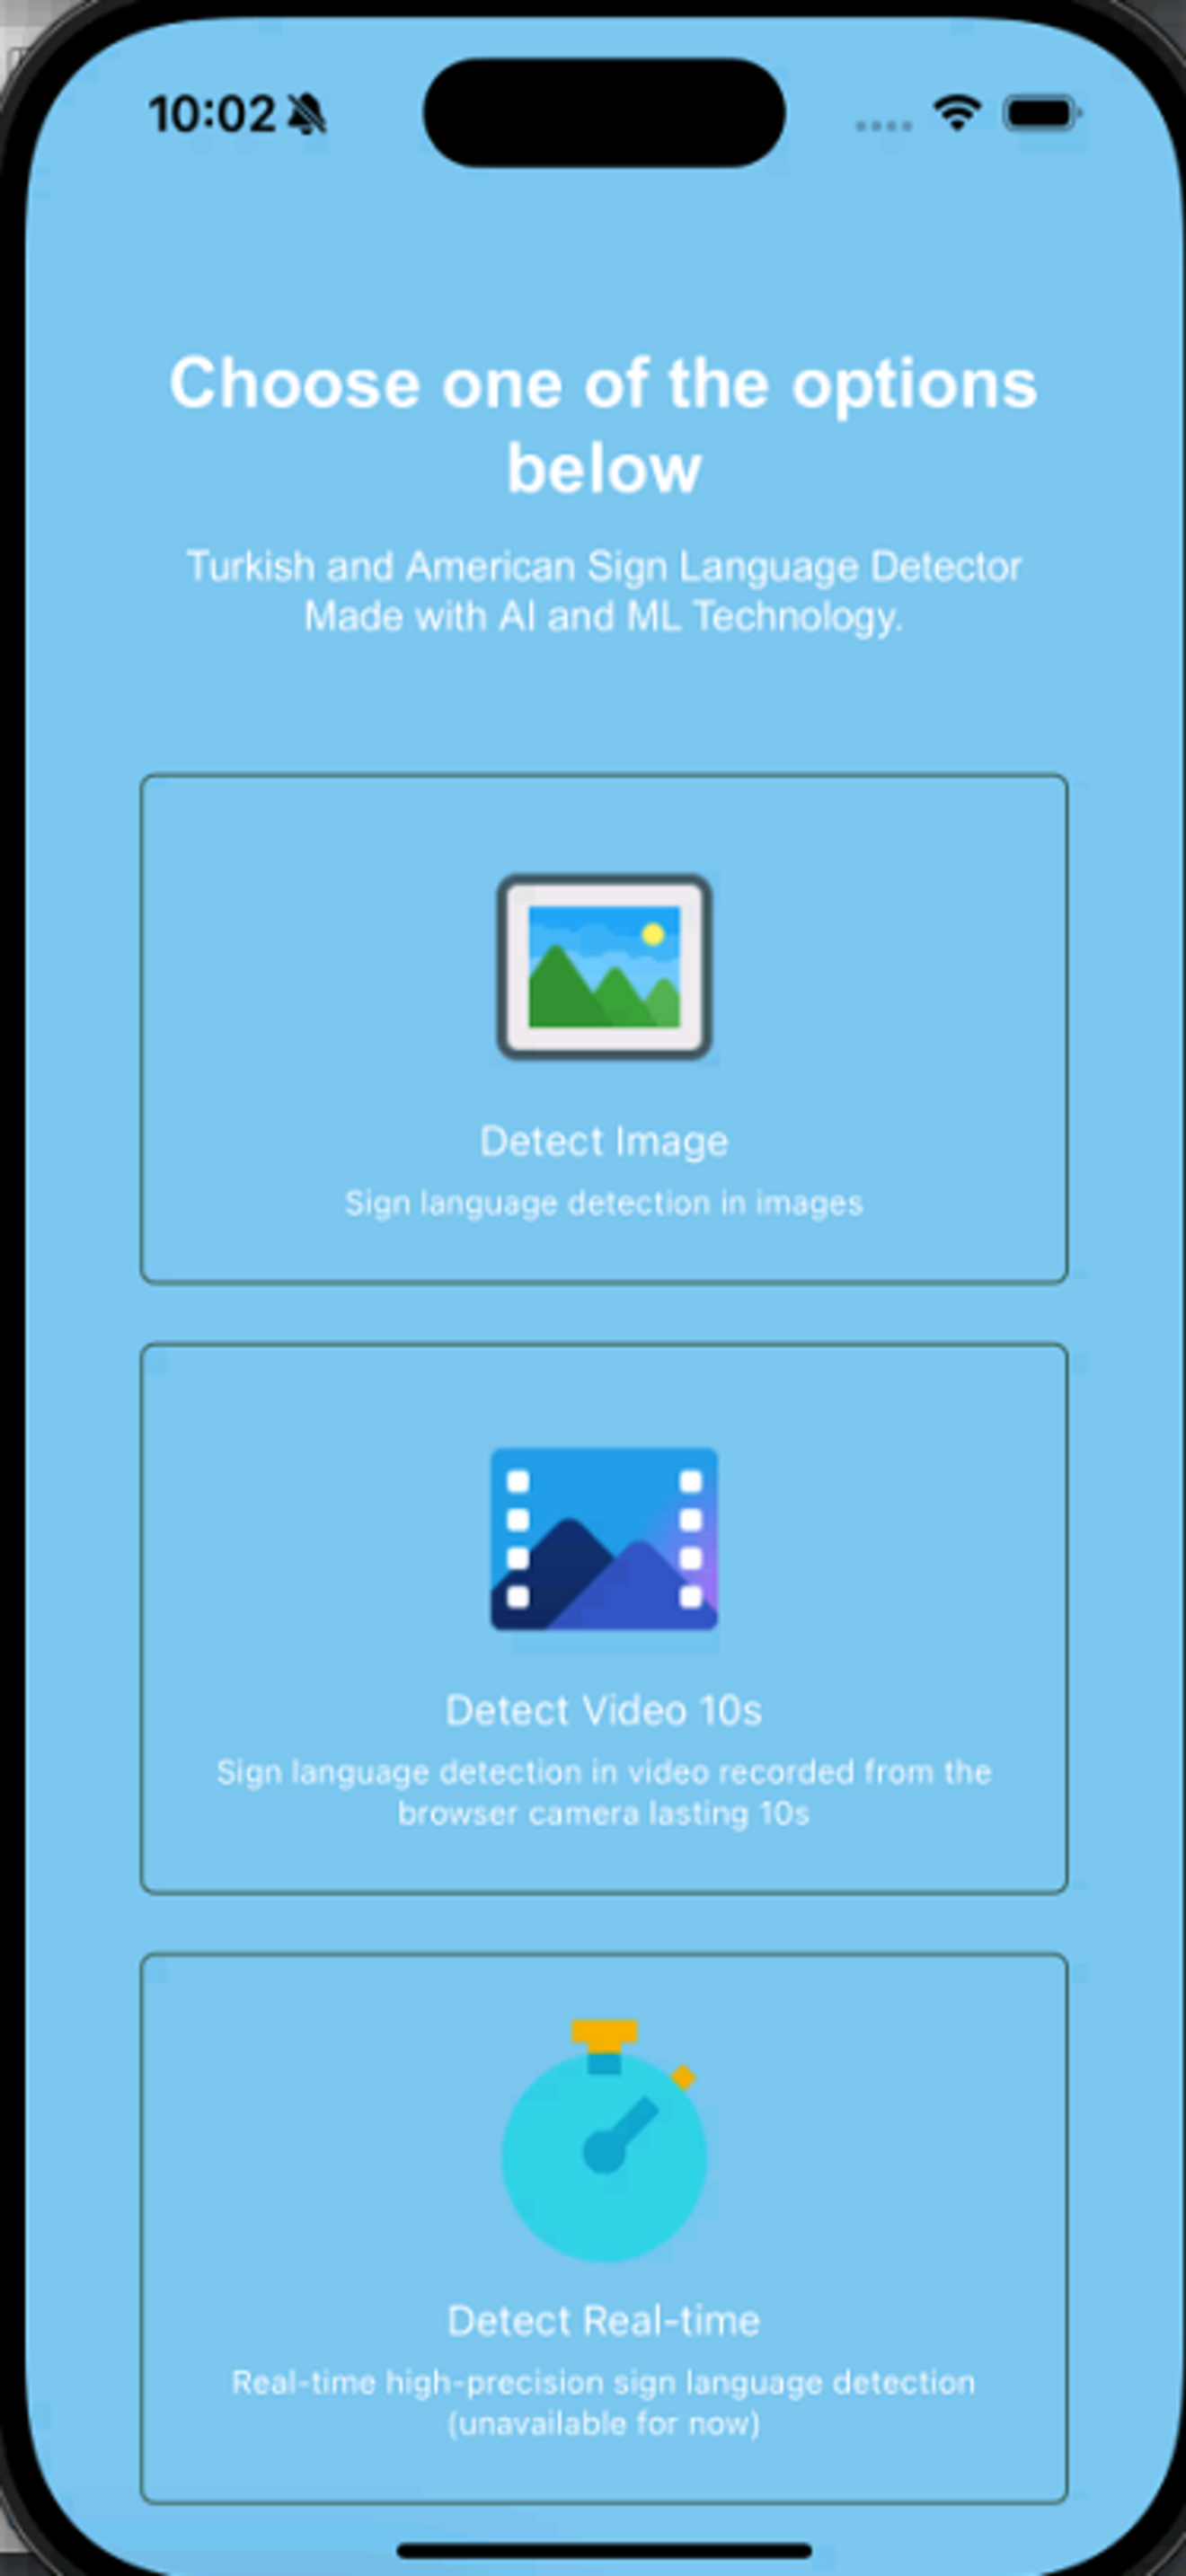 10:02
Choose one of the options
below
Turkish and American Sign Language Detector
Made with AI and ML Technology.
Detect Image
Sign language detection in images
Detect Video 10s
Sign language detection in video recorded from the
browser camera lasting 10s
Detect Real-time
Real-time high-precision sign language detection
(unavailable for now)